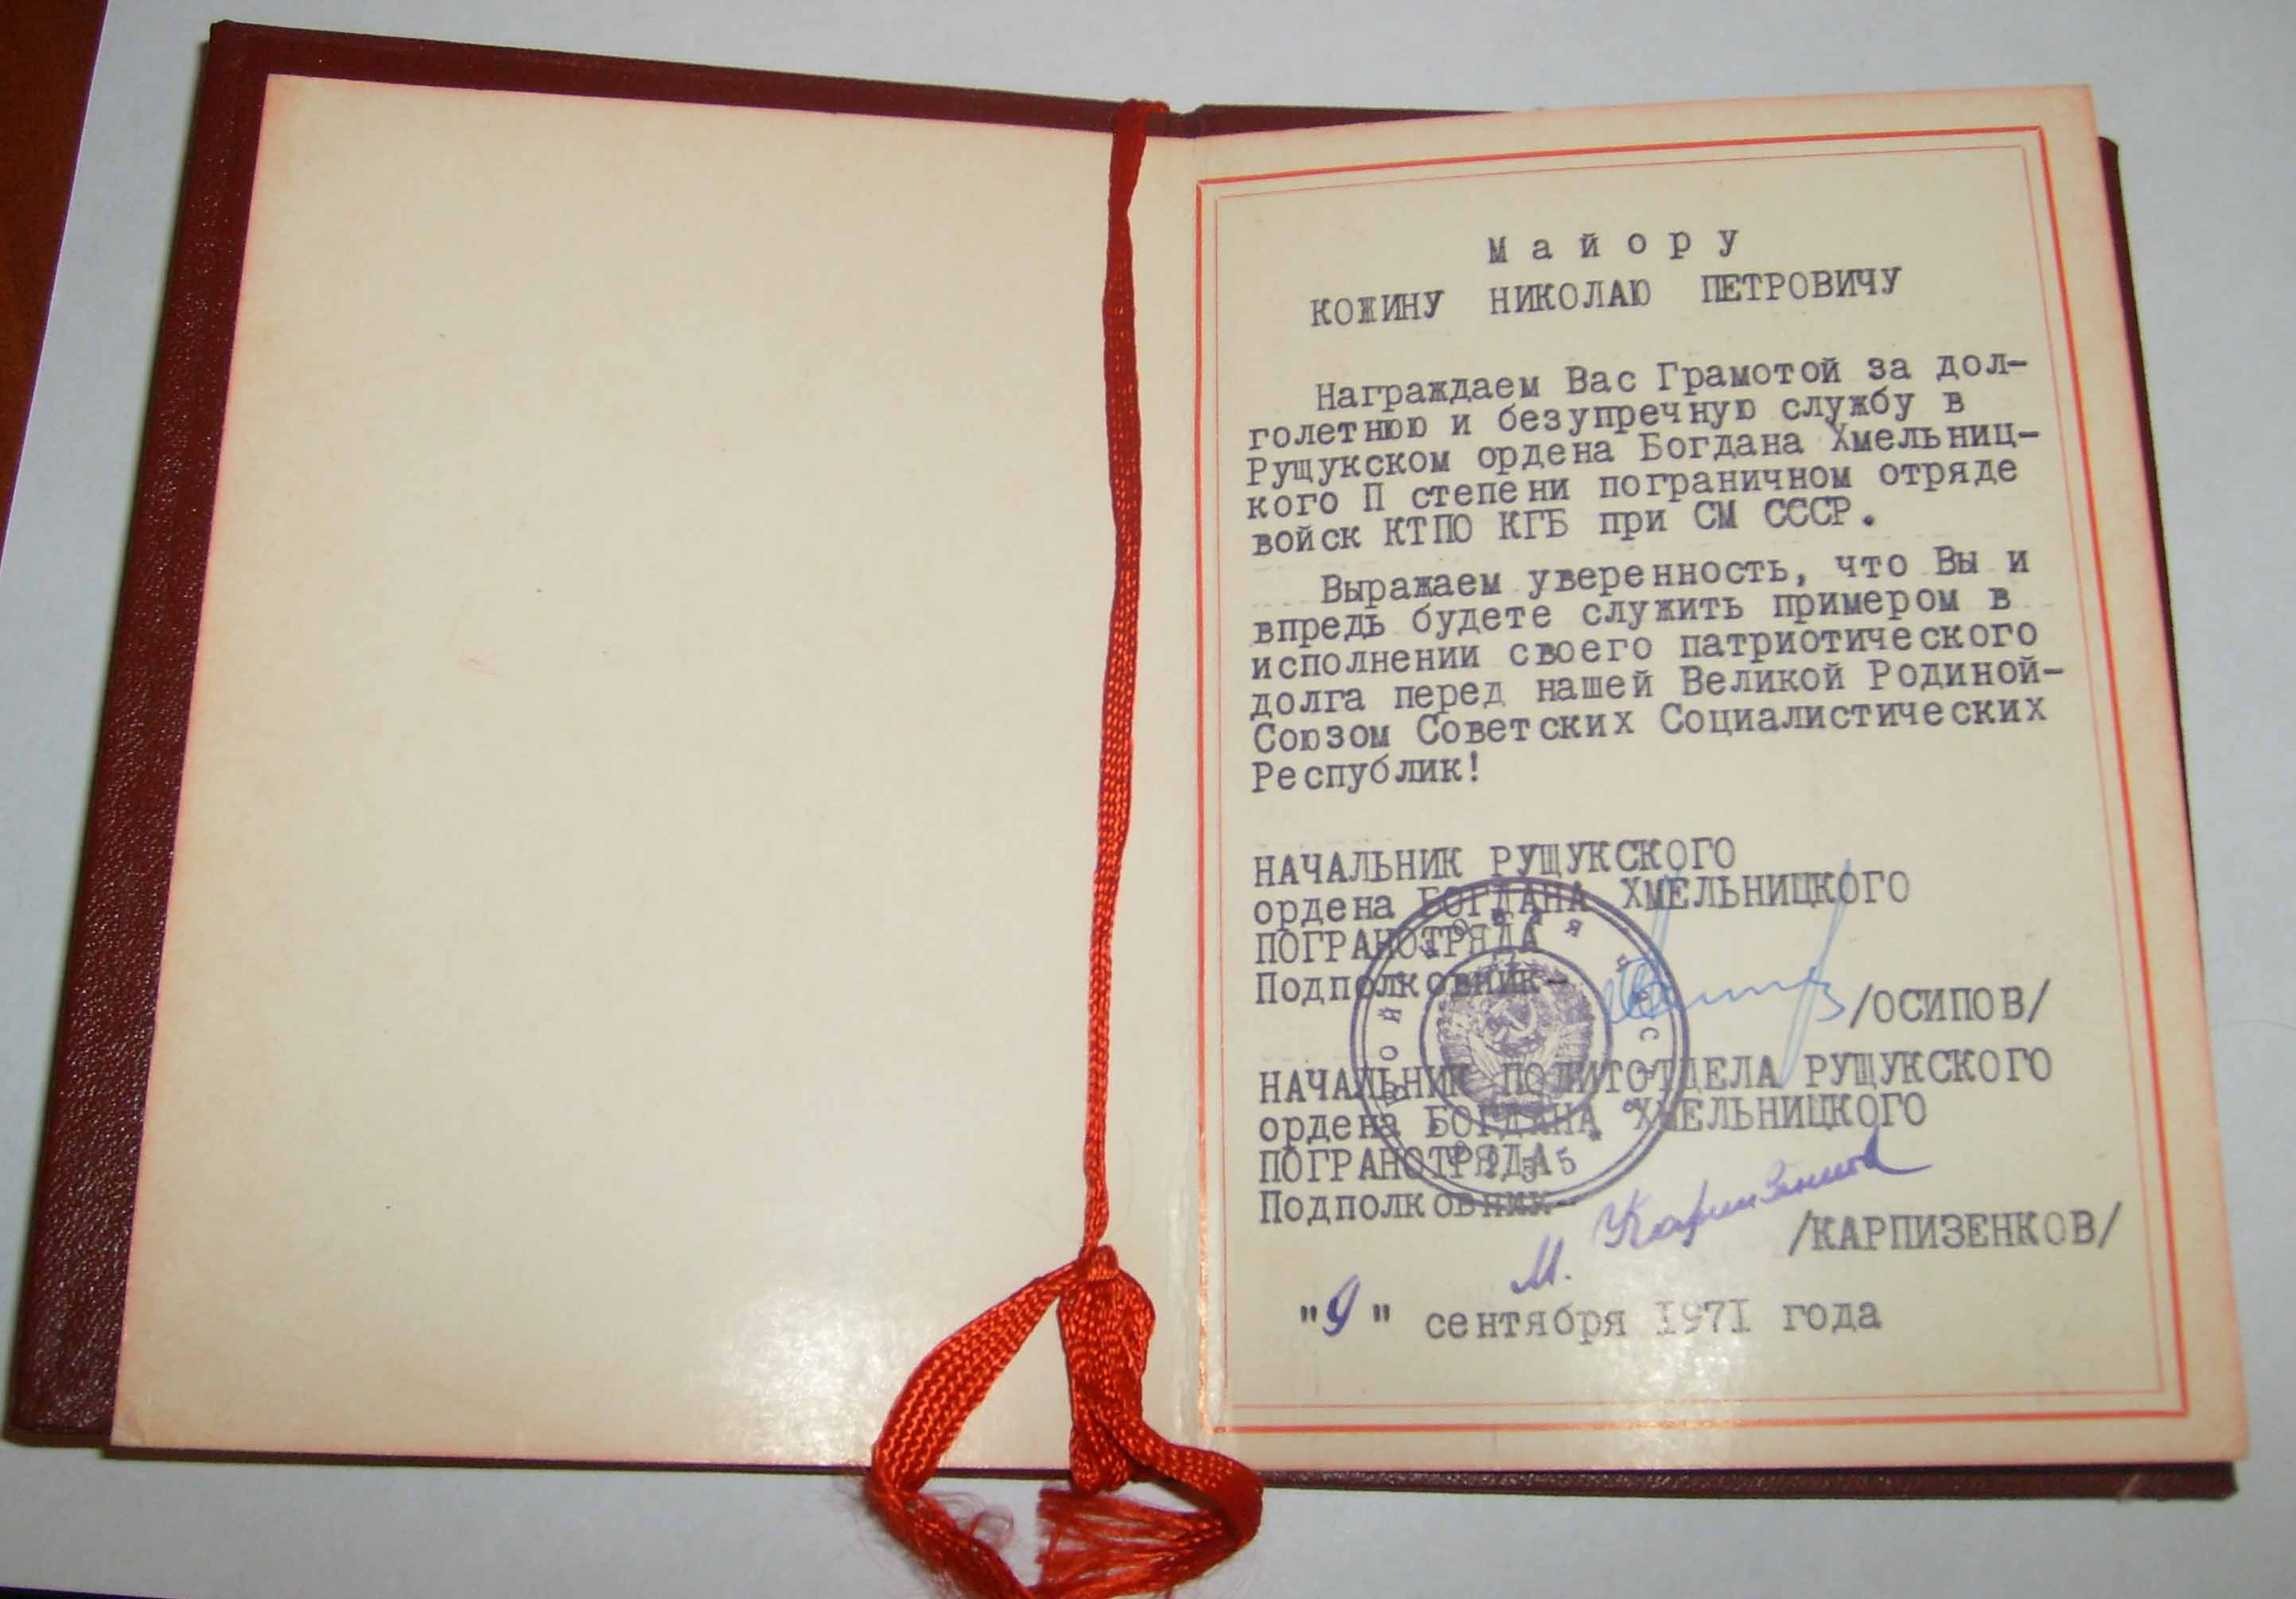 Майору
КОЖИНУ НИКОЛАЮ ПЕТРОВИЧУ
Награждаем Вас Грамотой за дол-
голетнюю и безупречную службу в
Рущукском ордена Богдана Хмельниц-
кого П степени пограничном отряде
войск КТПО КГБ при СМ СССР.
Выражаем уверенность, что Вы и
впредь будете служить примером в
исполнении своего патриотического
долга перед нашей Великой Родиной-
Союзом Советских Социалистических
Республик!
НАЧАЛЬНИК РУЩУКСКОГО
ордена БОГДАНА ХМЕЛЬНИЦКОГО
ПОГРАНОТРЯДА
Подполковник-
/ОСИПОВ/
НАЧАЛЬНИК ПОЛИТОТДЕЛА РУЩУКСКОГО
ордена БОГДАНА ХМЕЛЬНИЦКОГО
ПОГРАНОТРЯДА
Подполковник-
/КАРПИЗЕНКОВ/
"9" сентября I97I года